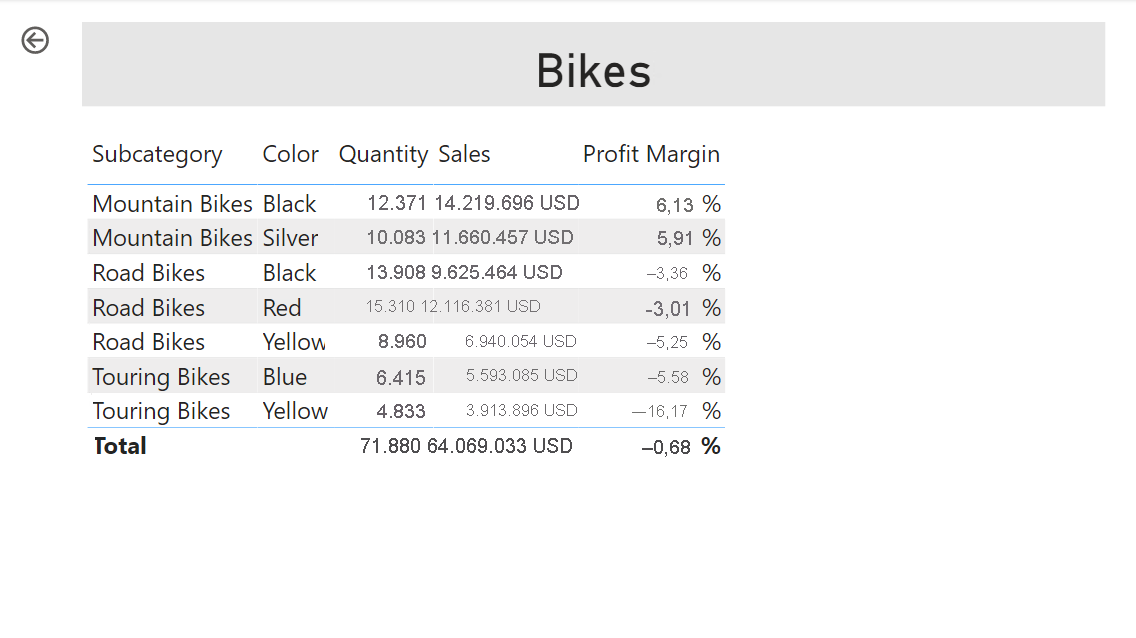 Bikes
Subcategory Color Quantity Sales Profit Margin
Mountain Bikes Black 12.371 14.219.696 USD 6,13 %
Mountain Bikes Silver 10.083 11.660.457 USD 5,91 %
Road Bikes Black 13.908 9.625.464 USD –3,36 %
Road Bikes Red 15.310 12.116.381 USD -3,01 %
Road Bikes Yellow 8.960 6.940.054 USD –5,25 %
Touring Bikes Blue 6.415 5.593.085 USD –5.58 %
Touring Bikes Yellow 4.833 3.913.896 USD —16,17 %
Total 71.880 64.069.033 USD –0,68 %